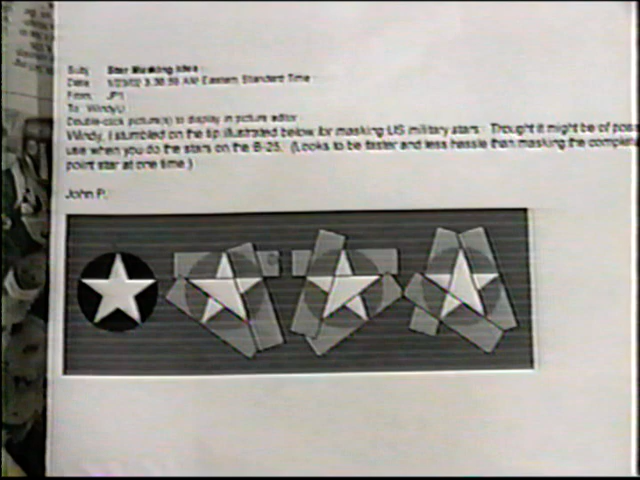 Subj: Star Masking Idea
Date: 1/23/02 3:30:39 AM Eastern Standard Time
From: JP1
To: WindyU
Double-click picture(s) to display in picture editor
Windy, I stumbled on the tip illustrated below for masking US military stars. Thought it might be of
use when you do the stars on the B-25. (Looks to be faster and less hassle than masking the
point star at one time.)
John P.